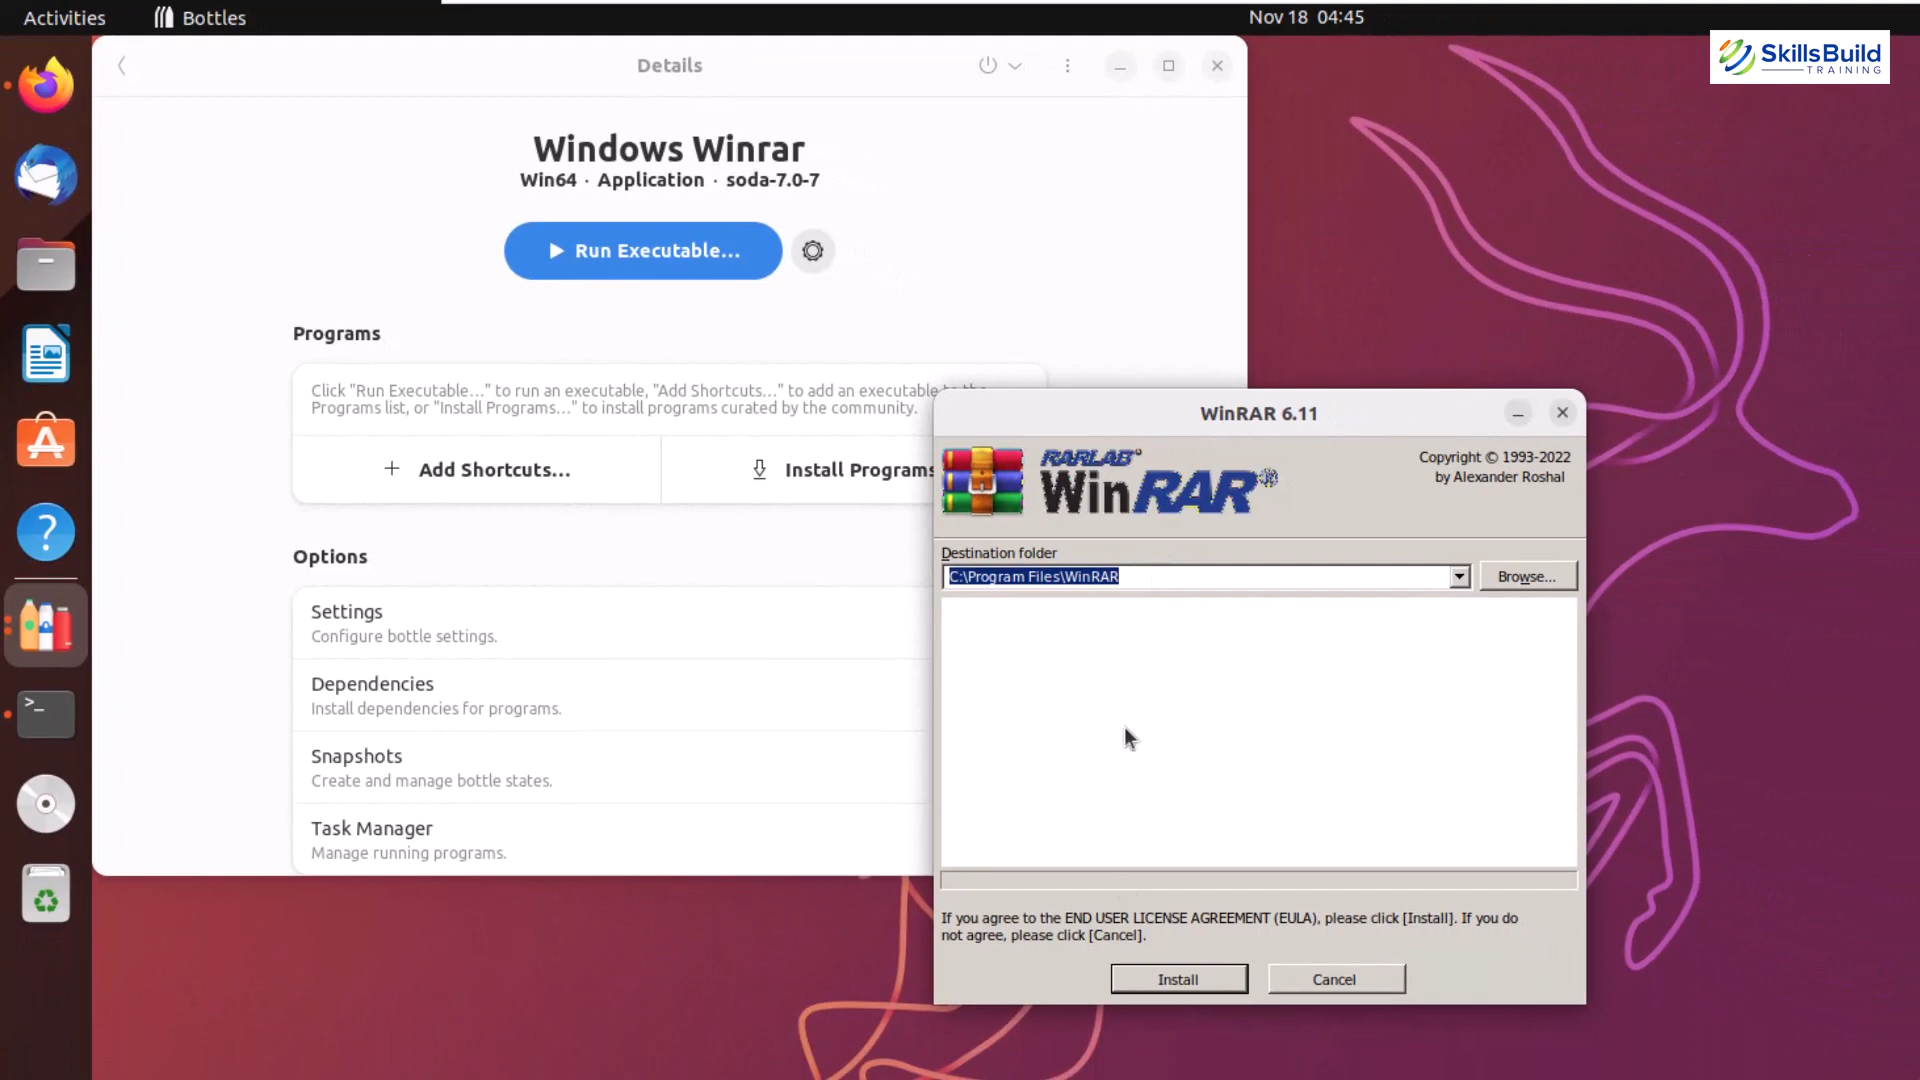 Activities
Bottles
Nov 18 04:45
SkillsBuild
TRAINING
Details
Windows Winrar
Win64 · Application · soda-7.0-7
Run Executable...
Programs
Click "Run Executable..." to run an executable, "Add Shortcuts..." to add an executable to the
Programs list, or "Install Programs..." to install programs curated by the community.
Add Shortcuts...
Install Programs
Options
Settings
Configure bottle settings.
Dependencies
Install dependencies for programs.
Snapshots
Create and manage bottle states.
Task Manager
Manage running programs.
WinRAR 6.11
RARLAB®
WinRAR®
Copyright © 1993-2022
by Alexander Roshal
Destination folder
C:\Program Files\WinRAR
Browse...
If you agree to the END USER LICENSE AGREEMENT (EULA), please click [Install]. If you do
not agree, please click [Cancel].
Install
Cancel